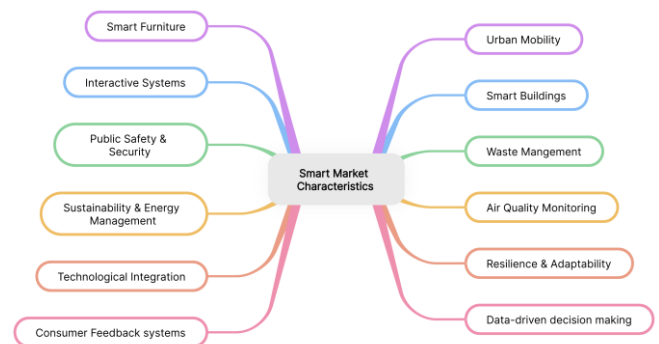 Smart Furniture
Interactive Systems
Public Safety &
Security
Sustainability & Energy
Management
Technological Integration
Consumer Feedback systems
Smart Market
Characteristics
Urban Mobility
Smart Buildings
Waste Mangement
Air Quality Monitoring
Resilience & Adaptability
Data-driven decision making